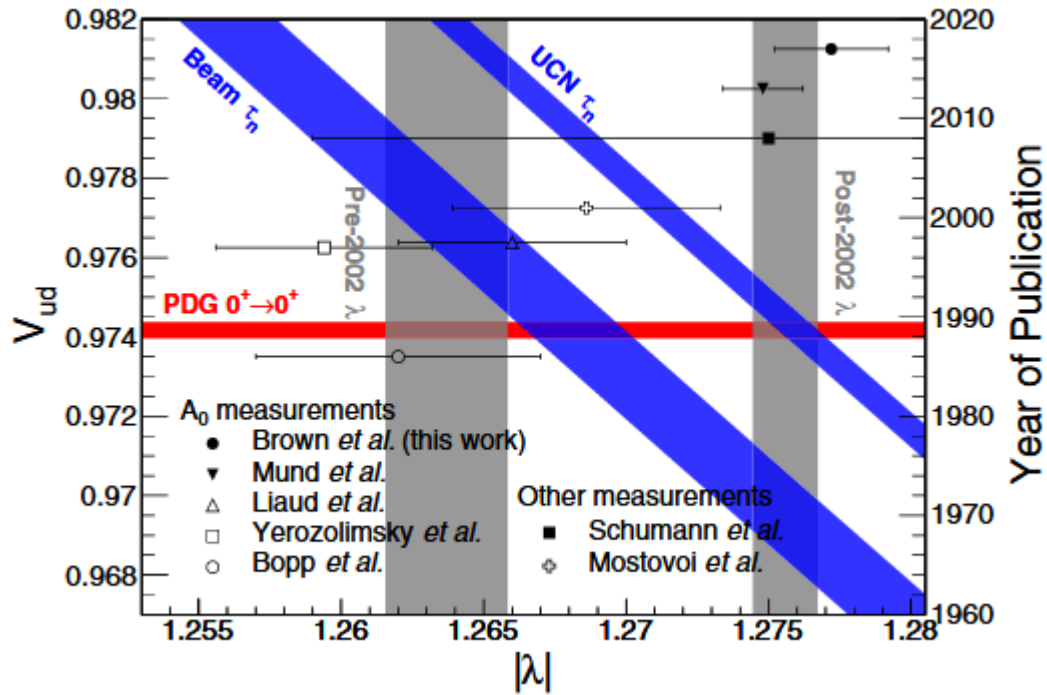 0.982
0.98
0.978
0.976
0.974
0.972
0.97
0.968
V_ud
2020
2010
2000
1990
1980
1970
1960
Year of Publication
Beam τ_n
UCN τ_n
Pre-2002 λ
Post-2002 λ
PDG 0⁺→0⁺
A₀ measurements
Brown et al. (this work)
Mund et al.
Liaud et al.
Yerozolimsky et al.
Bopp et al.
Other measurements
Schumann et al.
Mostovoi et al.
1.255 1.26 1.265 1.27 1.275 1.28
|λ|